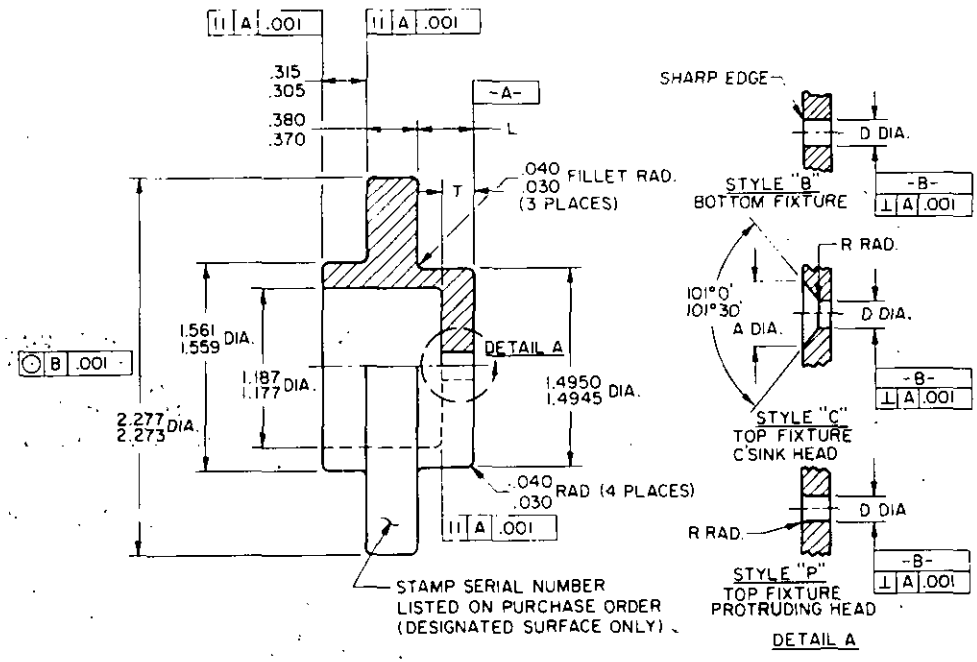 || A .001
|| A .001
.315
.305
-A-
.380
.370
L
T
.040
.030 FILLET RAD.
(3 PLACES)
1.561
1.559 DIA.
1.187
1.177 DIA.
DETAIL A
1.4950
1.4945 DIA.
◎ B .001
2.277
2.273 DIA.
.040
.030 RAD (4 PLACES)
|| A .001
STAMP SERIAL NUMBER
LISTED ON PURCHASE ORDER
(DESIGNATED SURFACE ONLY)
SHARP EDGE
D DIA.
STYLE "B"
BOTTOM FIXTURE
-B-
⊥ A .001
R RAD.
101°0'
101°30'
A DIA.
D DIA.
-B-
⊥ A .001
STYLE "C"
TOP FIXTURE
C'SINK HEAD
D DIA
R RAD.
-B-
⊥ A .001
STYLE "P"
TOP FIXTURE
PROTRUDING HEAD
DETAIL A